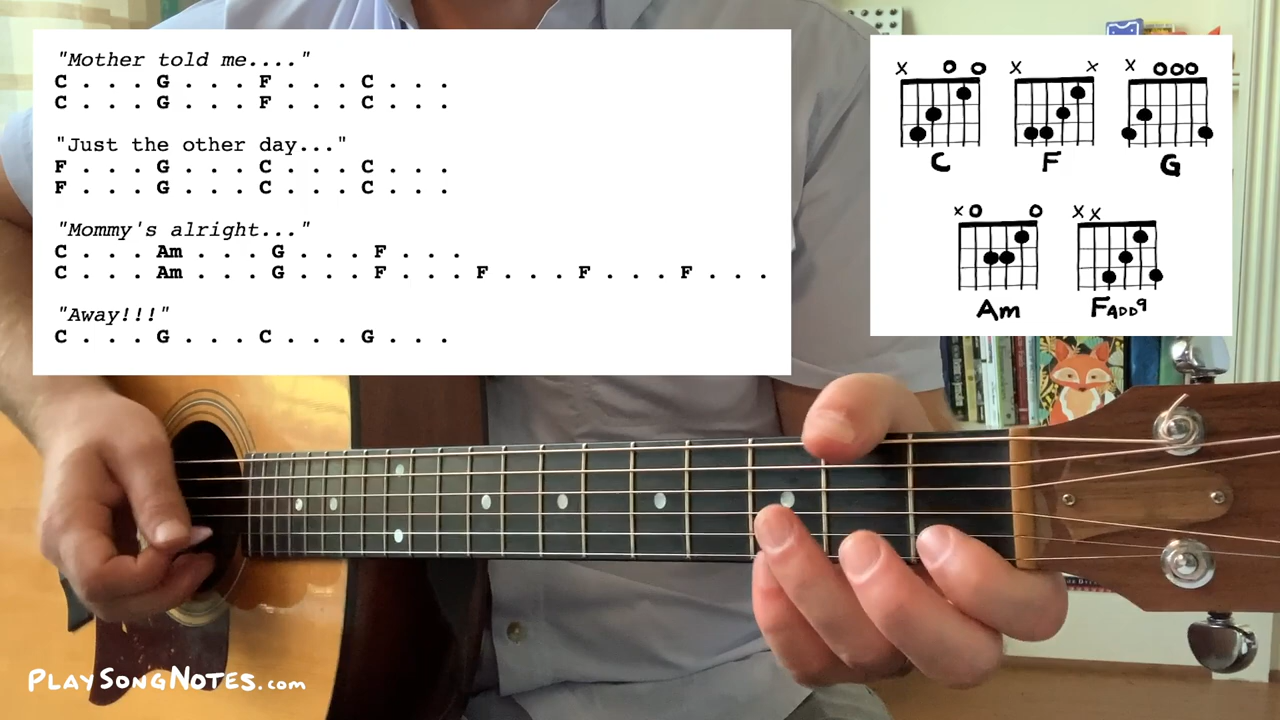 "Mother told me...."
C . . . G . . . F . . . C . . .
C . . . G . . . F . . . C . . .
"Just the other day..."
F . . . G . . . C . . . C . . .
F . . . G . . . C . . . C . . .
"Mommy's alright..."
C . . . Am . . . G . . . F . . .
C . . . Am . . . G . . . F . . . F . . . F . . . F . . .
"Away!!!"
C . . . G . . . C . . . G . . .
x o o
x x
x o o o
C F G
x o o
x x
Am FADD9
PLAYSONGNOTES.com